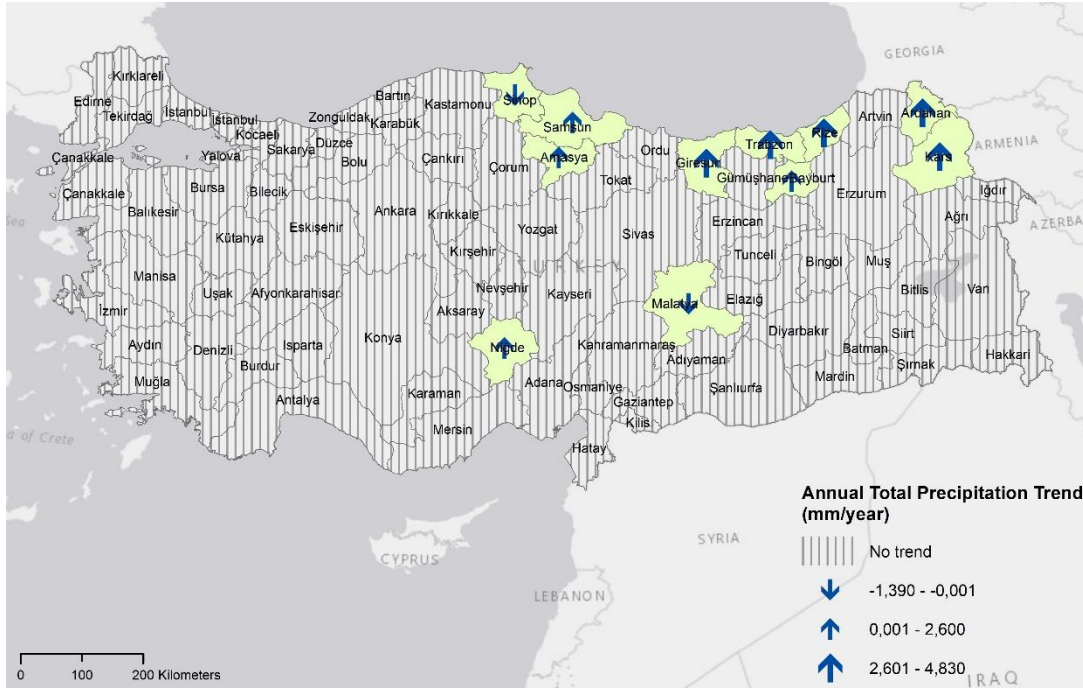 GEORGIA
Kırklareli
Edirne
Tekirdağ
İstanbul
İstanbul
Kocaeli
Yalova
Sakarya
Düzce
Zonguldak
Bartın
Karabük
Kastamonu
Sinop
Samsun
Amasya
Ordu
Giresun
Trabzon
Rize
Artvin
Ardahan
Kars
ARMENIA
Çanakkale
Çanakkale
Bursa
Bilecik
Bolu
Çankırı
Çorum
Tokat
Gümüşhane
Bayburt
Erzurum
Iğdır
Ağrı
AZERBA
Balıkesir
Kütahya
Eskişehir
Ankara
Kırıkkale
Yozgat
Sivas
Erzincan
Tunceli
Bingöl
Muş
Sea
Kırşehir
TURKEY
Manisa
Uşak
Afyonkarahisar
Nevşehir
Kayseri
Malatya
Elazığ
Bitlis
Van
İzmir
Aksaray
Konya
Niğde
Kahramanmaraş
Diyarbakır
Siirt
Aydın
Denizli
Isparta
Burdur
Adıyaman
Batman
Hakkari
Muğla
Antalya
Karaman
Adana
Osmaniye
Gaziantep
Şanlıurfa
Mardin
Şırnak
Mersin
Kilis
Hatay
a of Crete
CYPRUS
SYRIA
LEBANON
IRAQ
Annual Total Precipitation Trend
(mm/year)
No trend
-1,390 - -0,001
0,001 - 2,600
2,601 - 4,830
0 100 200 Kilometers